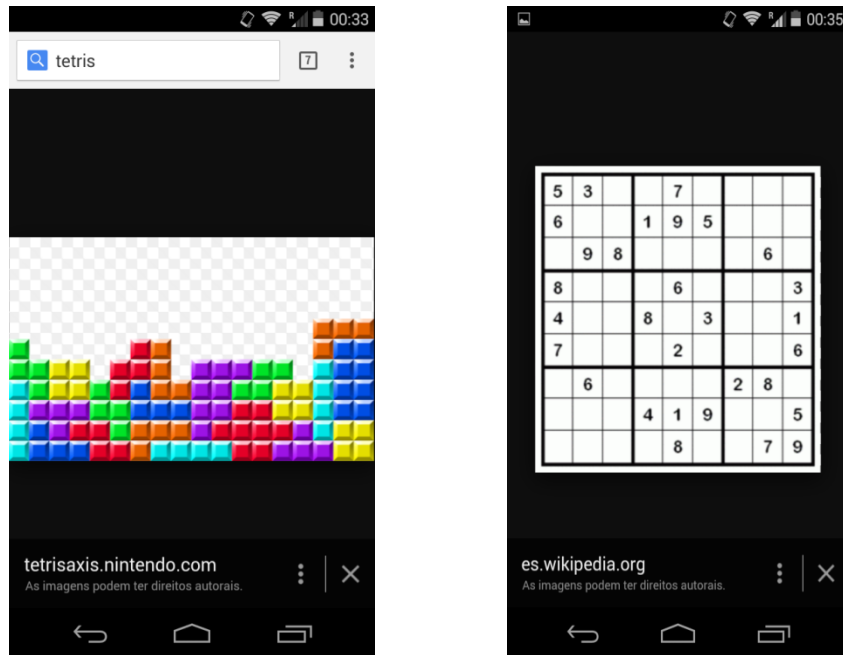 R 00:33
tetris
7
tetrisaxis.nintendo.com
As imagens podem ter direitos autorais.
R 00:35
5 3 7
6 1 9 5
9 8 6
8 6 3
4 8 3 1
7 2 6
6 2 8
4 1 9 5
8 7 9
es.wikipedia.org
As imagens podem ter direitos autorais.